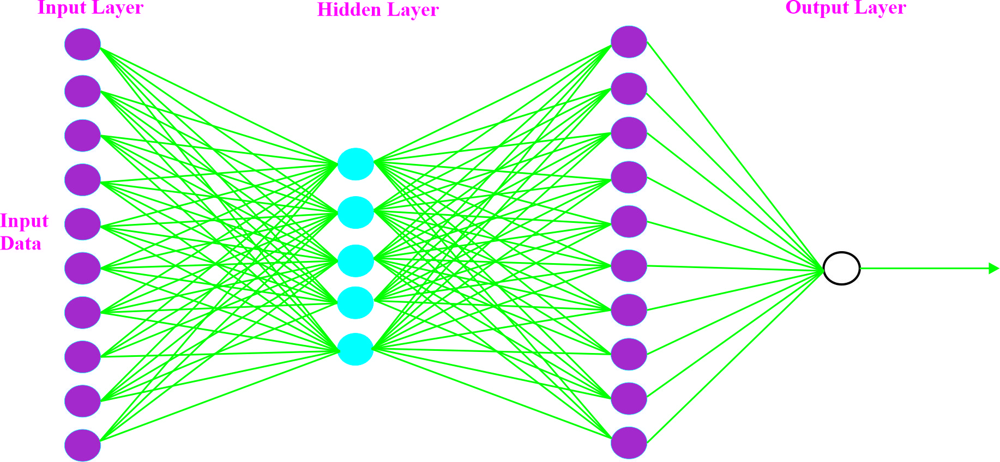 Input Layer
Hidden Layer
Output Layer
Input
Data